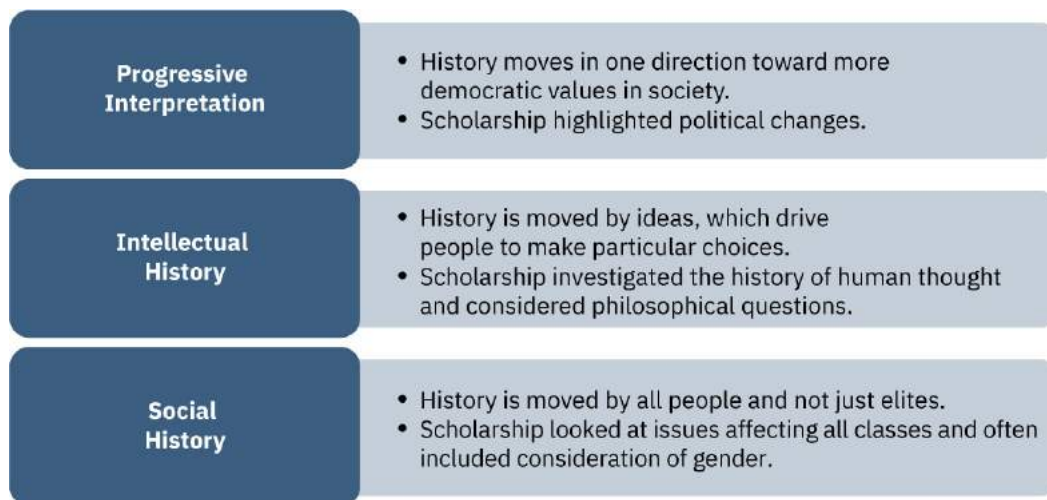 Progressive
Interpretation
• History moves in one direction toward more
democratic values in society.
• Scholarship highlighted political changes.
Intellectual
History
• History is moved by ideas, which drive
people to make particular choices.
• Scholarship investigated the history of human thought
and considered philosophical questions.
Social
History
• History is moved by all people and not just elites.
• Scholarship looked at issues affecting all classes and often
included consideration of gender.